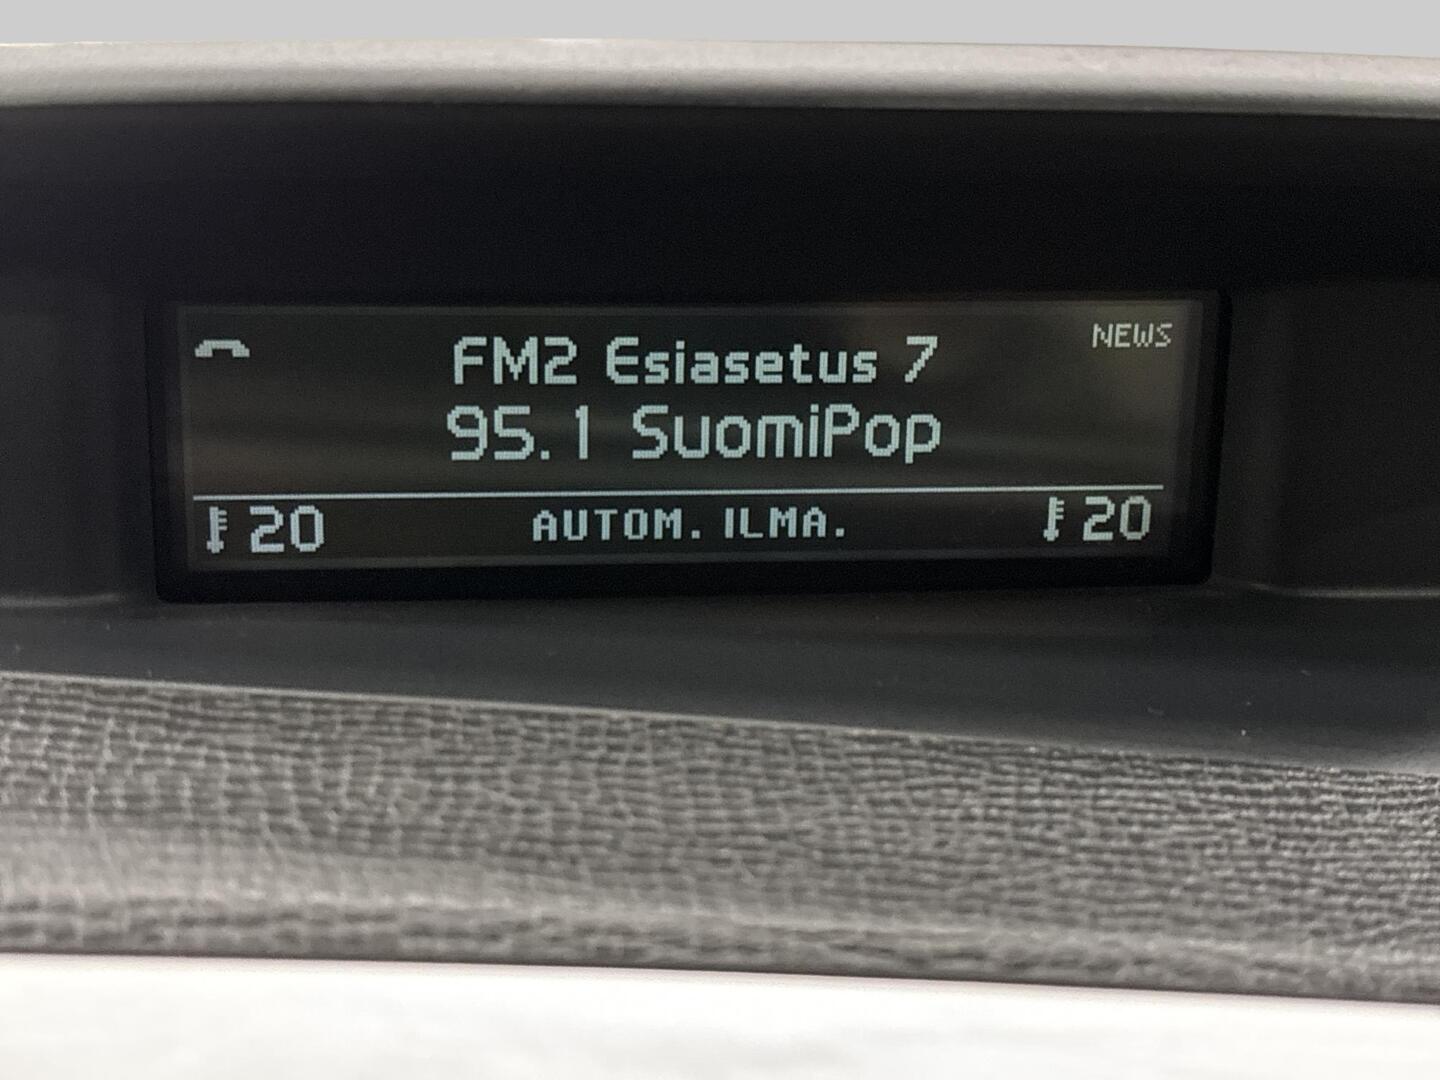 NEWS
FM2 Esiasetus 7
95.1 SuomiPop
20 AUTOM. ILMA. 20